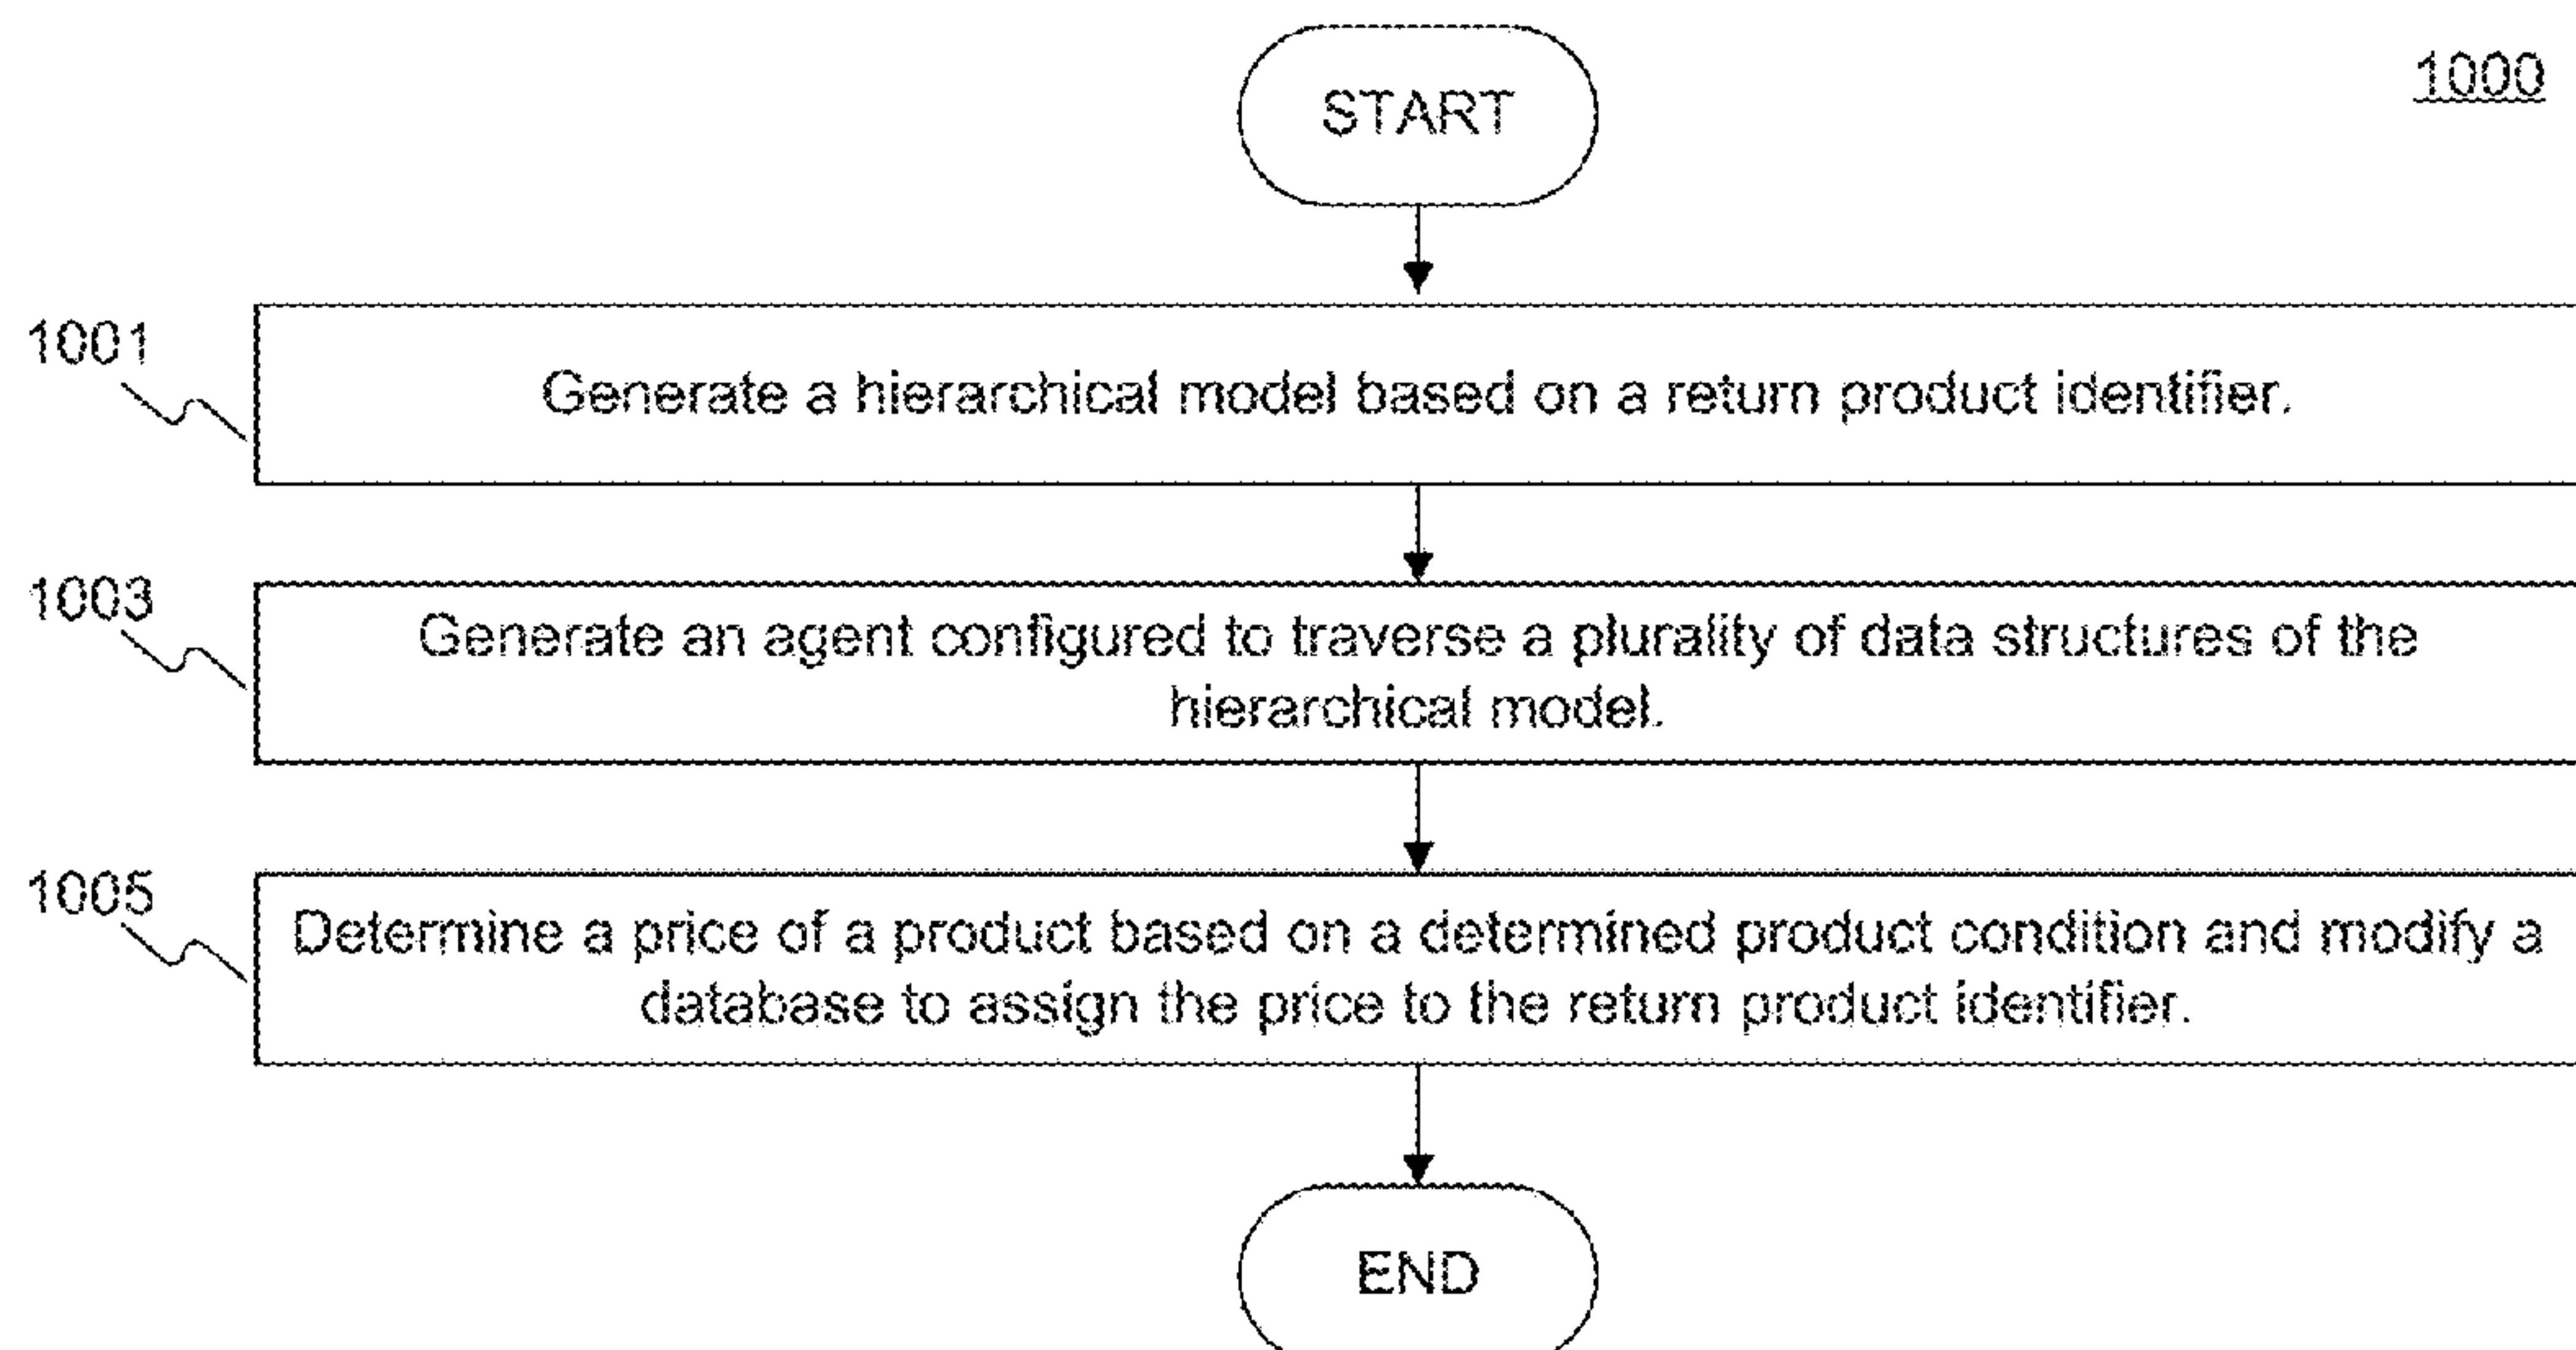 START
1000
1001
Generate a hierarchical model based on a return product identifier.
1003
Generate an agent configured to traverse a plurality of data structures of the
hierarchical model.
1005
Determine a price of a product based on a determined product condition and modify a
database to assign the price to the return product identifier.
END